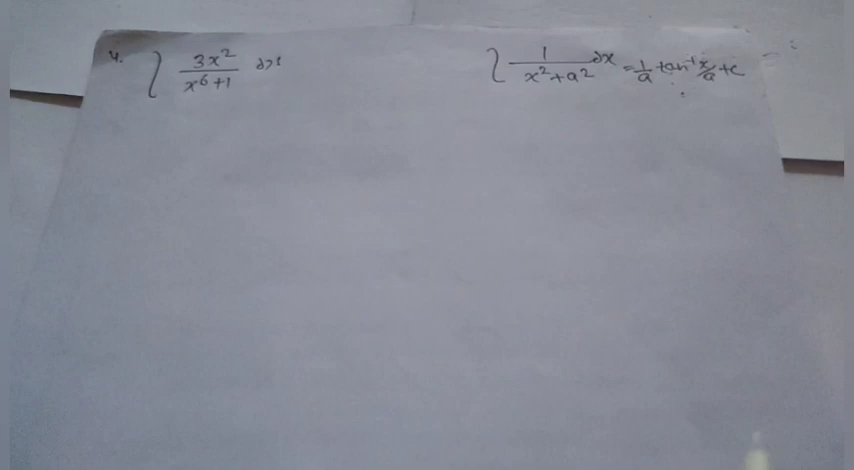 4. ∫ 3x²/(x⁶+1) dx
∫ 1/(x²+a²) dx = 1/a tan⁻¹ x/a + c